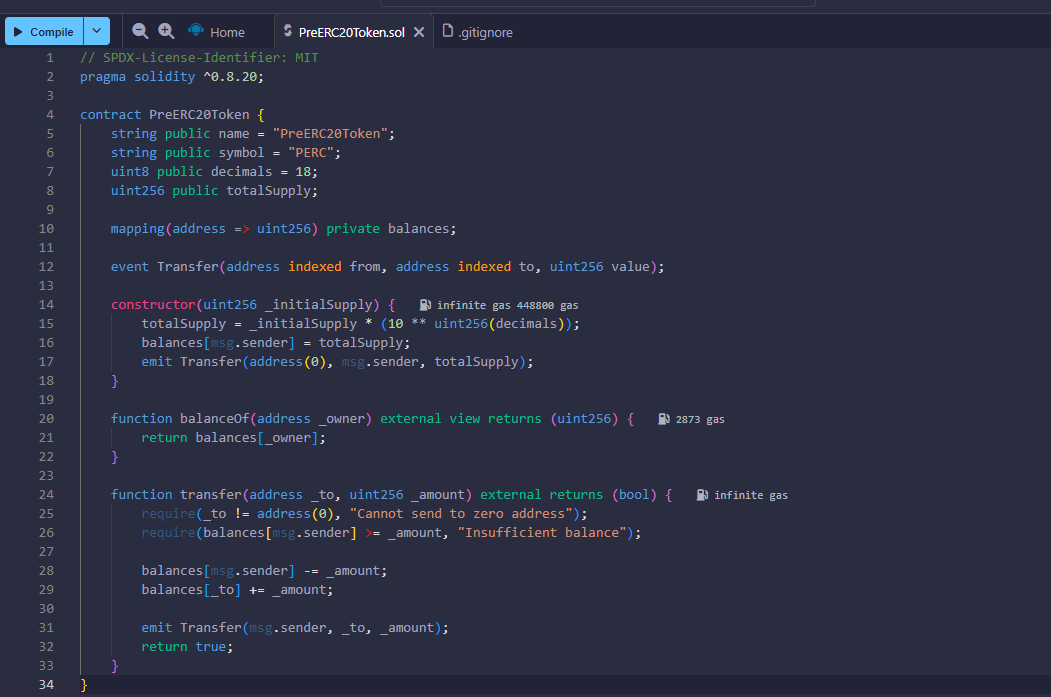 Compile Home PreERC20Token.sol .gitignore
1 // SPDX-License-Identifier: MIT
2 pragma solidity ^0.8.20;
3
4 contract PreERC20Token {
5     string public name = "PreERC20Token";
6     string public symbol = "PERC";
7     uint8 public decimals = 18;
8     uint256 public totalSupply;
9
10     mapping(address => uint256) private balances;
11
12     event Transfer(address indexed from, address indexed to, uint256 value);
13
14     constructor(uint256 _initialSupply) { infinite gas 448800 gas
15         totalSupply = _initialSupply * (10 ** uint256(decimals));
16         balances[msg.sender] = totalSupply;
17         emit Transfer(address(0), msg.sender, totalSupply);
18     }
19
20     function balanceOf(address _owner) external view returns (uint256) { 2873 gas
21         return balances[_owner];
22     }
23
24     function transfer(address _to, uint256 _amount) external returns (bool) { infinite gas
25         require(_to != address(0), "Cannot send to zero address");
26         require(balances[msg.sender] >= _amount, "Insufficient balance");
27
28         balances[msg.sender] -= _amount;
29         balances[_to] += _amount;
30
31         emit Transfer(msg.sender, _to, _amount);
32         return true;
33     }
34 }